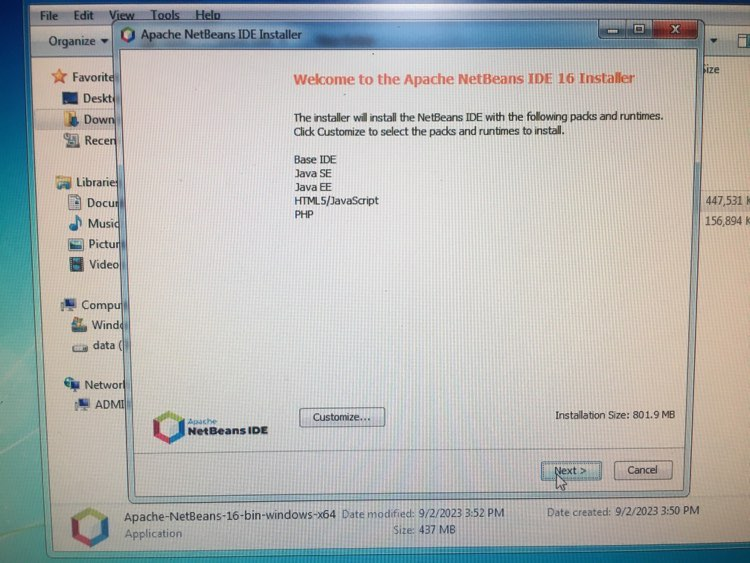 File Edit View Tools Help
Organize
Apache NetBeans IDE Installer
Size
Welcome to the Apache NetBeans IDE 16 Installer
The installer will install the NetBeans IDE with the following packs and runtimes.
Click Customize to select the packs and runtimes to install.
Base IDE
Java SE
Java EE
HTML5/JavaScript
PHP
Favorite
Deskt
Down
Recen
Librarie
Docu
Music
Pictur
Video
Compu
Wind
data (
Network
ADMI
447,531 K
156,894 K
Apache
NetBeans IDE
Customize...
Installation Size: 801.9 MB
Next >
Cancel
Apache-NetBeans-16-bin-windows-x64 Date modified: 9/2/2023 3:52 PM Date created: 9/2/2023 3:50 PM
Application Size: 437 MB